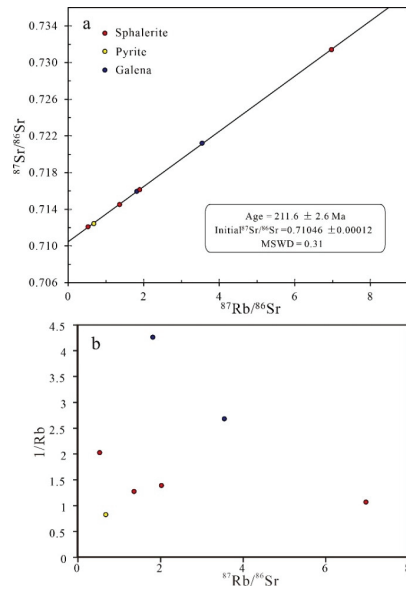 a
Sphalerite
Pyrite
Galena
87Sr/86Sr
0.734
0.730
0.722
0.718
0.714
0.710
0.706
Age = 211.6 ± 2.6 Ma
Initial87Sr/86Sr = 0.71046 ±0.00012
MSWD = 0.31
0 2 4 6 8
87Rb/86Sr
b
1/Rb
4.5
4
3.5
3
2.5
2
1.5
1
0.5
0
0 2 4 6 8
87Rb/86Sr